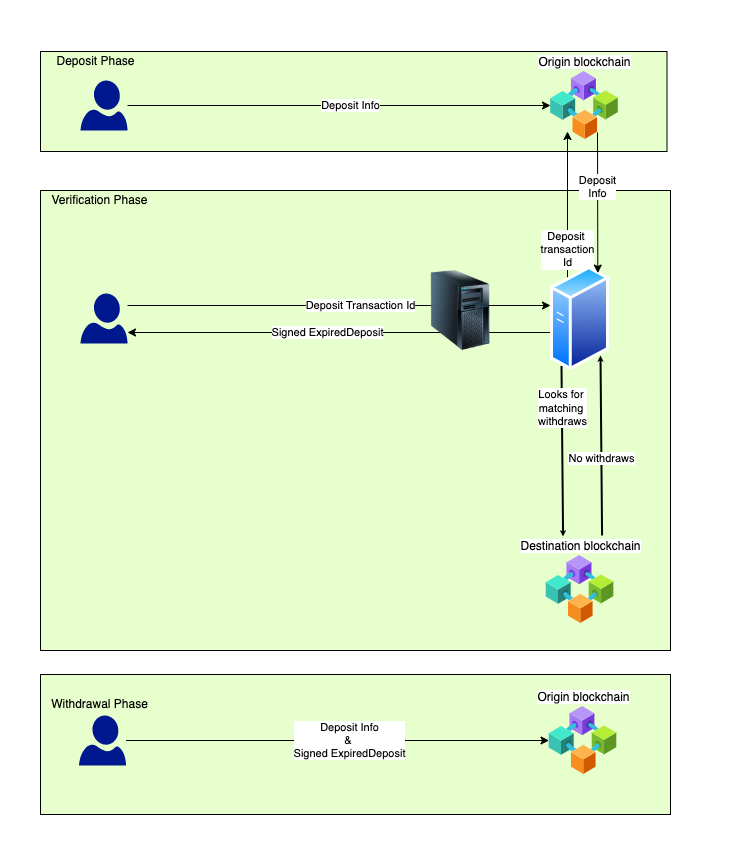 Deposit Phase
Origin blockchain
Deposit Info
Deposit
Info
Verification Phase
Deposit
transaction
Id
Deposit Transaction Id
Signed ExpiredDeposit
Looks for
matching
withdraws
No withdraws
Destination blockchain
Origin blockchain
Withdrawal Phase
Deposit Info
&
Signed ExpiredDeposit